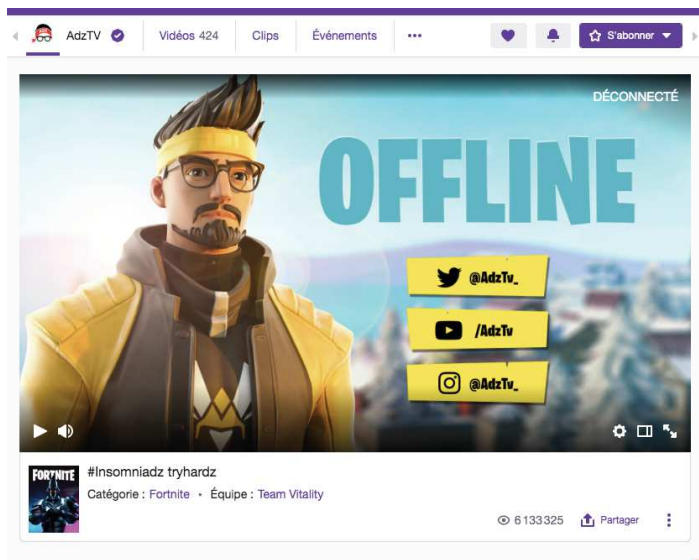 AdzTV
Vidéos 424
Clips
Événements
S'abonner
DÉCONNECTÉ
OFFLINE
@AdzTv_
/AdzTv
@AdzTv_
FORTNITE
#Insomniadz tryhardz
Catégorie : Fortnite • Équipe : Team Vitality
6 133 325
Partager